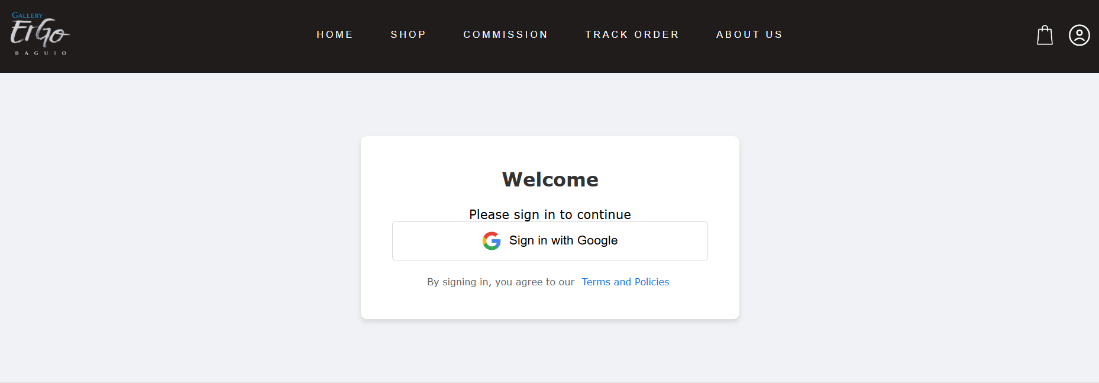 GALLERY
ErGo
BAGUIO
HOME SHOP COMMISSION TRACK ORDER ABOUT US
Welcome
Please sign in to continue
Sign in with Google
By signing in, you agree to our Terms and Policies